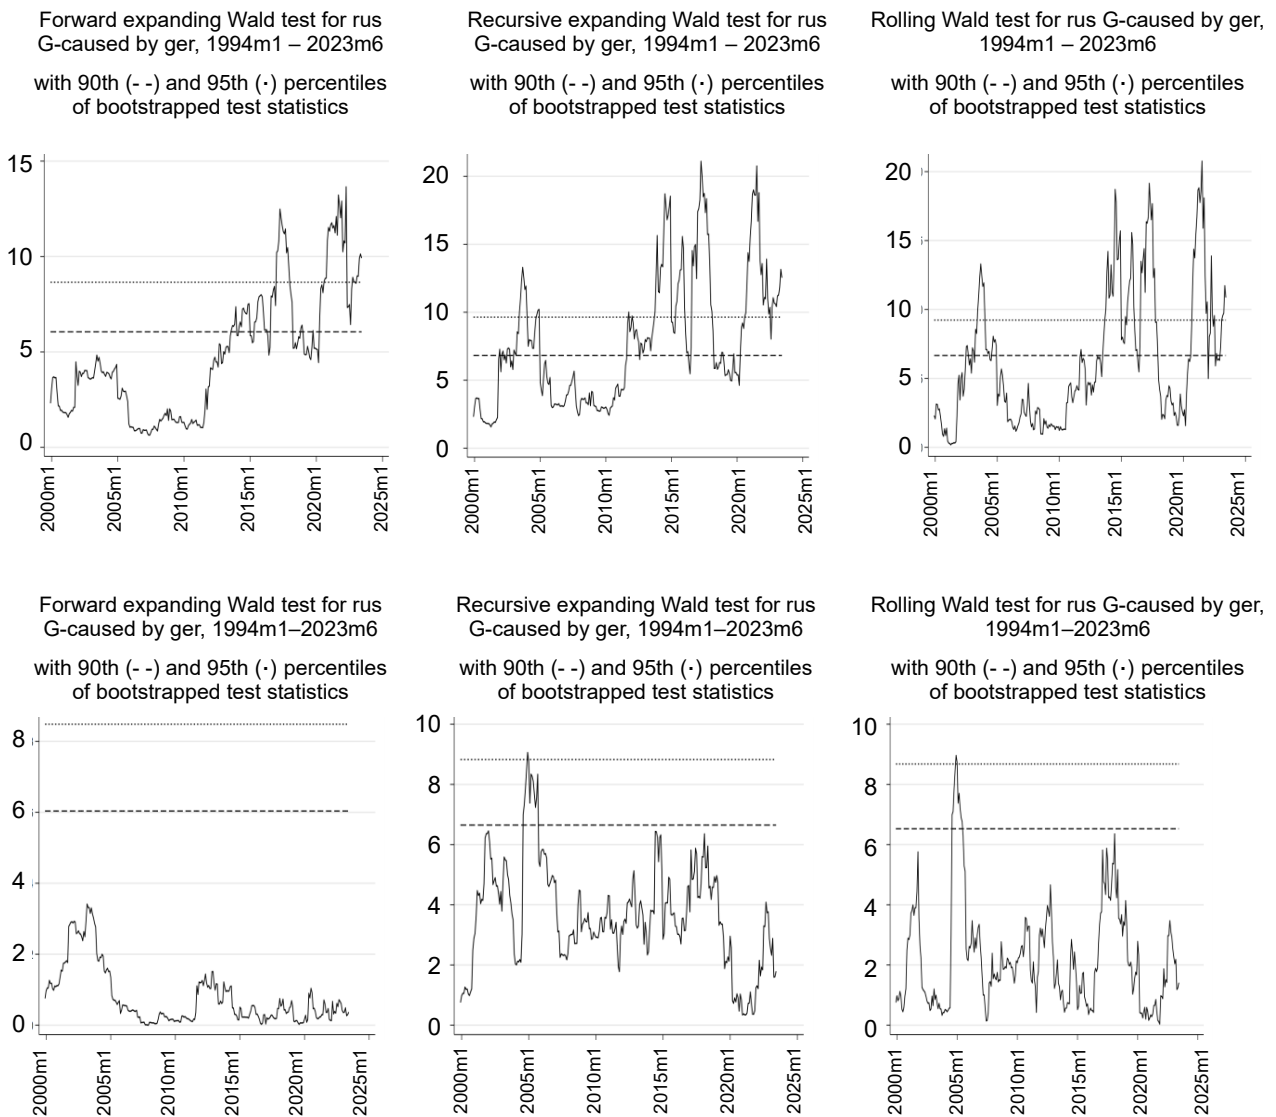 Forward expanding Wald test for rus
G-caused by ger, 1994m1 – 2023m6
with 90th (- -) and 95th (·) percentiles
of bootstrapped test statistics
15
10
5
0
2000m1
2005m1
2010m1
2015m1
2020m1
2025m1
Recursive expanding Wald test for rus
G-caused by ger, 1994m1 – 2023m6
with 90th (- -) and 95th (·) percentiles
of bootstrapped test statistics
20
15
10
5
0
2000m1
2005m1
2010m1
2015m1
2020m1
2025m1
Rolling Wald test for rus G-caused by ger,
1994m1 – 2023m6
with 90th (- -) and 95th (·) percentiles
of bootstrapped test statistics
20
15
10
5
0
2000m1
2005m1
2010m1
2015m1
2020m1
2025m1
Forward expanding Wald test for rus
G-caused by ger, 1994m1–2023m6
with 90th (- -) and 95th (·) percentiles
of bootstrapped test statistics
8
6
4
2
0
2000m1
2005m1
2010m1
2015m1
2020m1
2025m1
Recursive expanding Wald test for rus
G-caused by ger, 1994m1–2023m6
with 90th (- -) and 95th (·) percentiles
of bootstrapped test statistics
10
8
6
4
2
0
2000m1
2005m1
2010m1
2015m1
2020m1
2025m1
Rolling Wald test for rus G-caused by ger,
1994m1–2023m6
with 90th (- -) and 95th (·) percentiles
of bootstrapped test statistics
10
8
6
4
2
0
2000m1
2005m1
2010m1
2015m1
2020m1
2025m1